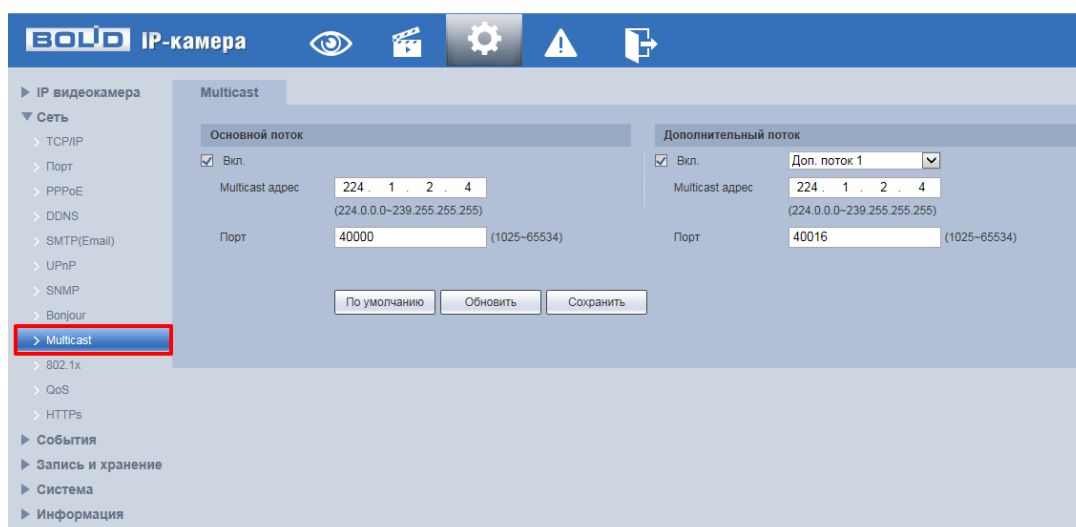 BOLID IP-камера
IP видеокамера
Сеть
TCP/IP
Порт
PPPoE
DDNS
SMTP(Email)
UPnP
SNMP
Bonjour
Multicast
802.1x
QoS
HTTPs
События
Запись и хранение
Система
Информация
Multicast
Основной поток
Вкл.
Multicast адрес 224 . 1 . 2 . 4
(224.0.0.0~239.255.255.255)
Порт 40000 (1025~65534)
Дополнительный поток
Вкл. Доп. поток 1
Multicast адрес 224 . 1 . 2 . 4
(224.0.0.0~239.255.255.255)
Порт 40016 (1025~65534)
По умолчанию Обновить Сохранить